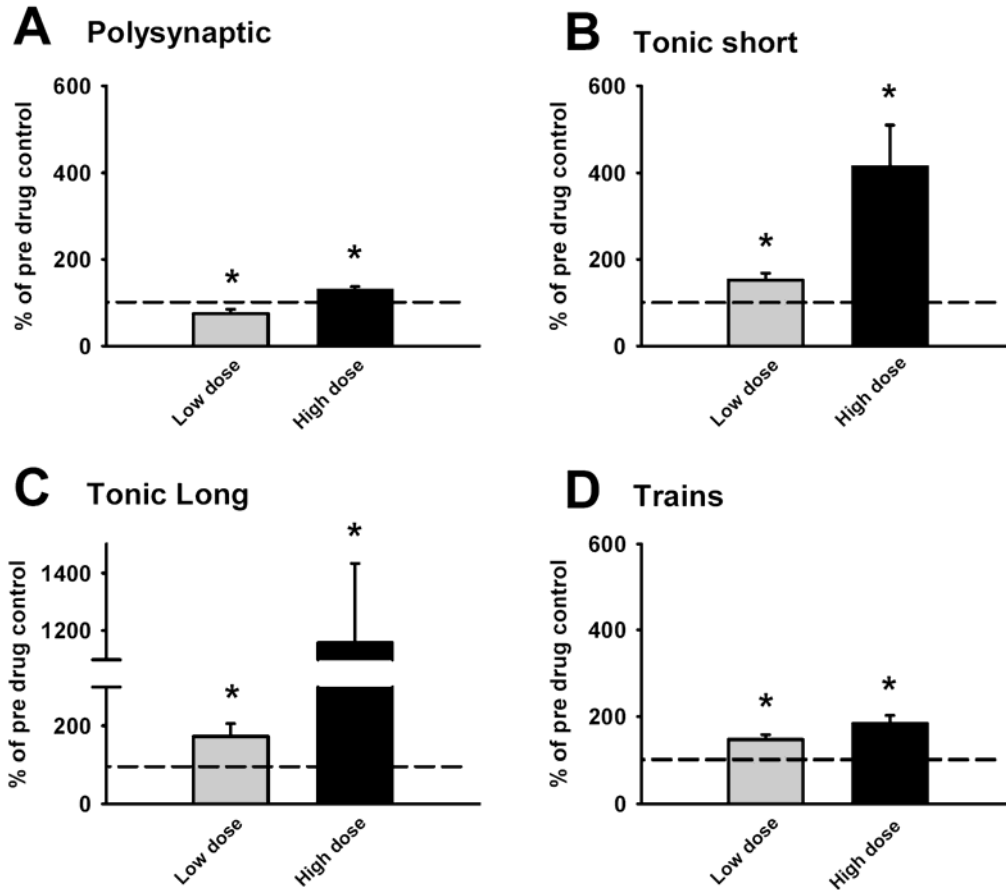 A Polysynaptic
% of pre drug control
600
400
200
0
*
*
Low dose
High dose
B Tonic short
% of pre drug control
600
400
200
0
*
*
Low dose
High dose
C Tonic Long
% of pre drug control
1400
1200
200
0
*
*
Low dose
High dose
D Trains
% of pre drug control
600
400
200
0
*
*
Low dose
High dose